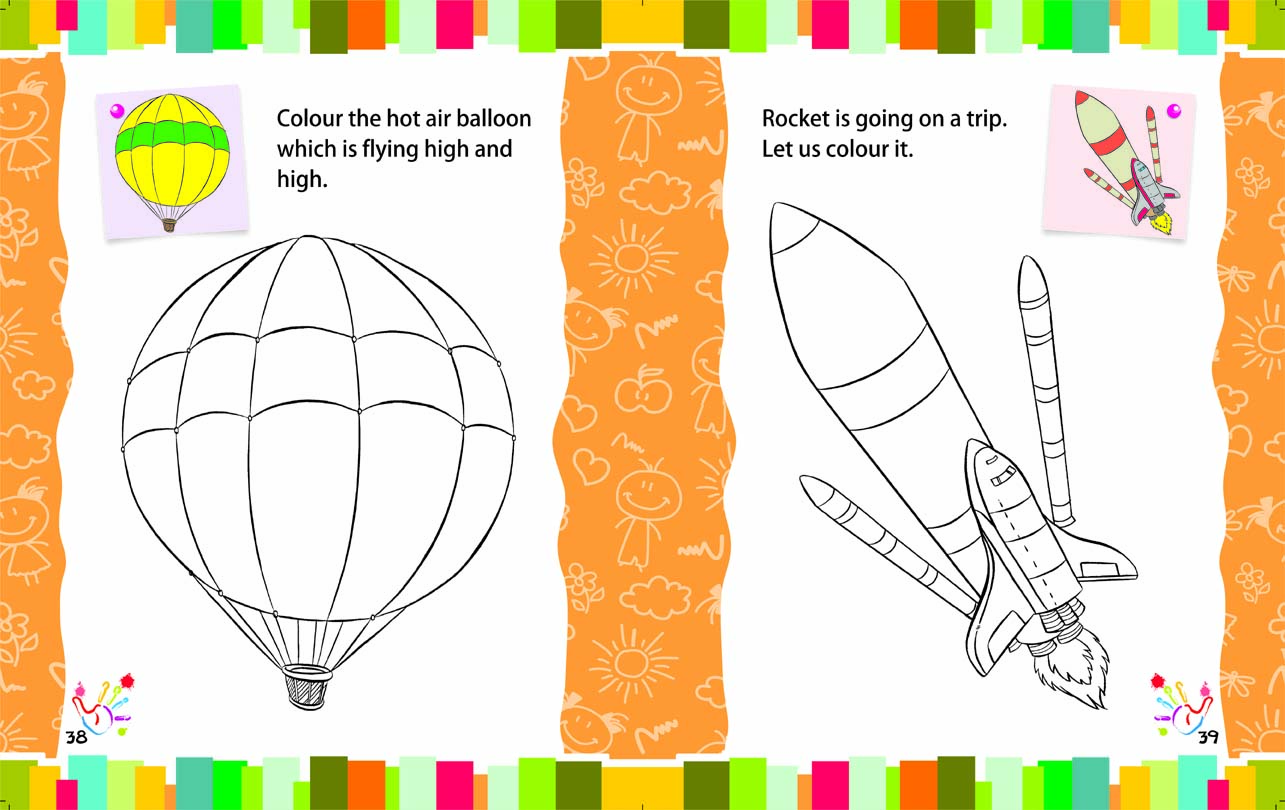 Colour the hot air balloon
which is flying high and
high.
38
Rocket is going on a trip.
Let us colour it.
39